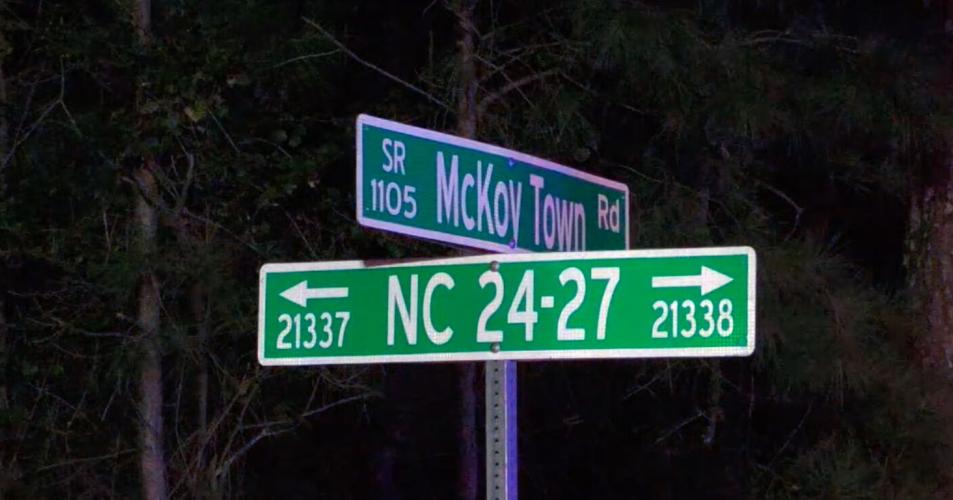 SR
1105 McKoy Town Rd
← NC 24-27 →
21337 21338